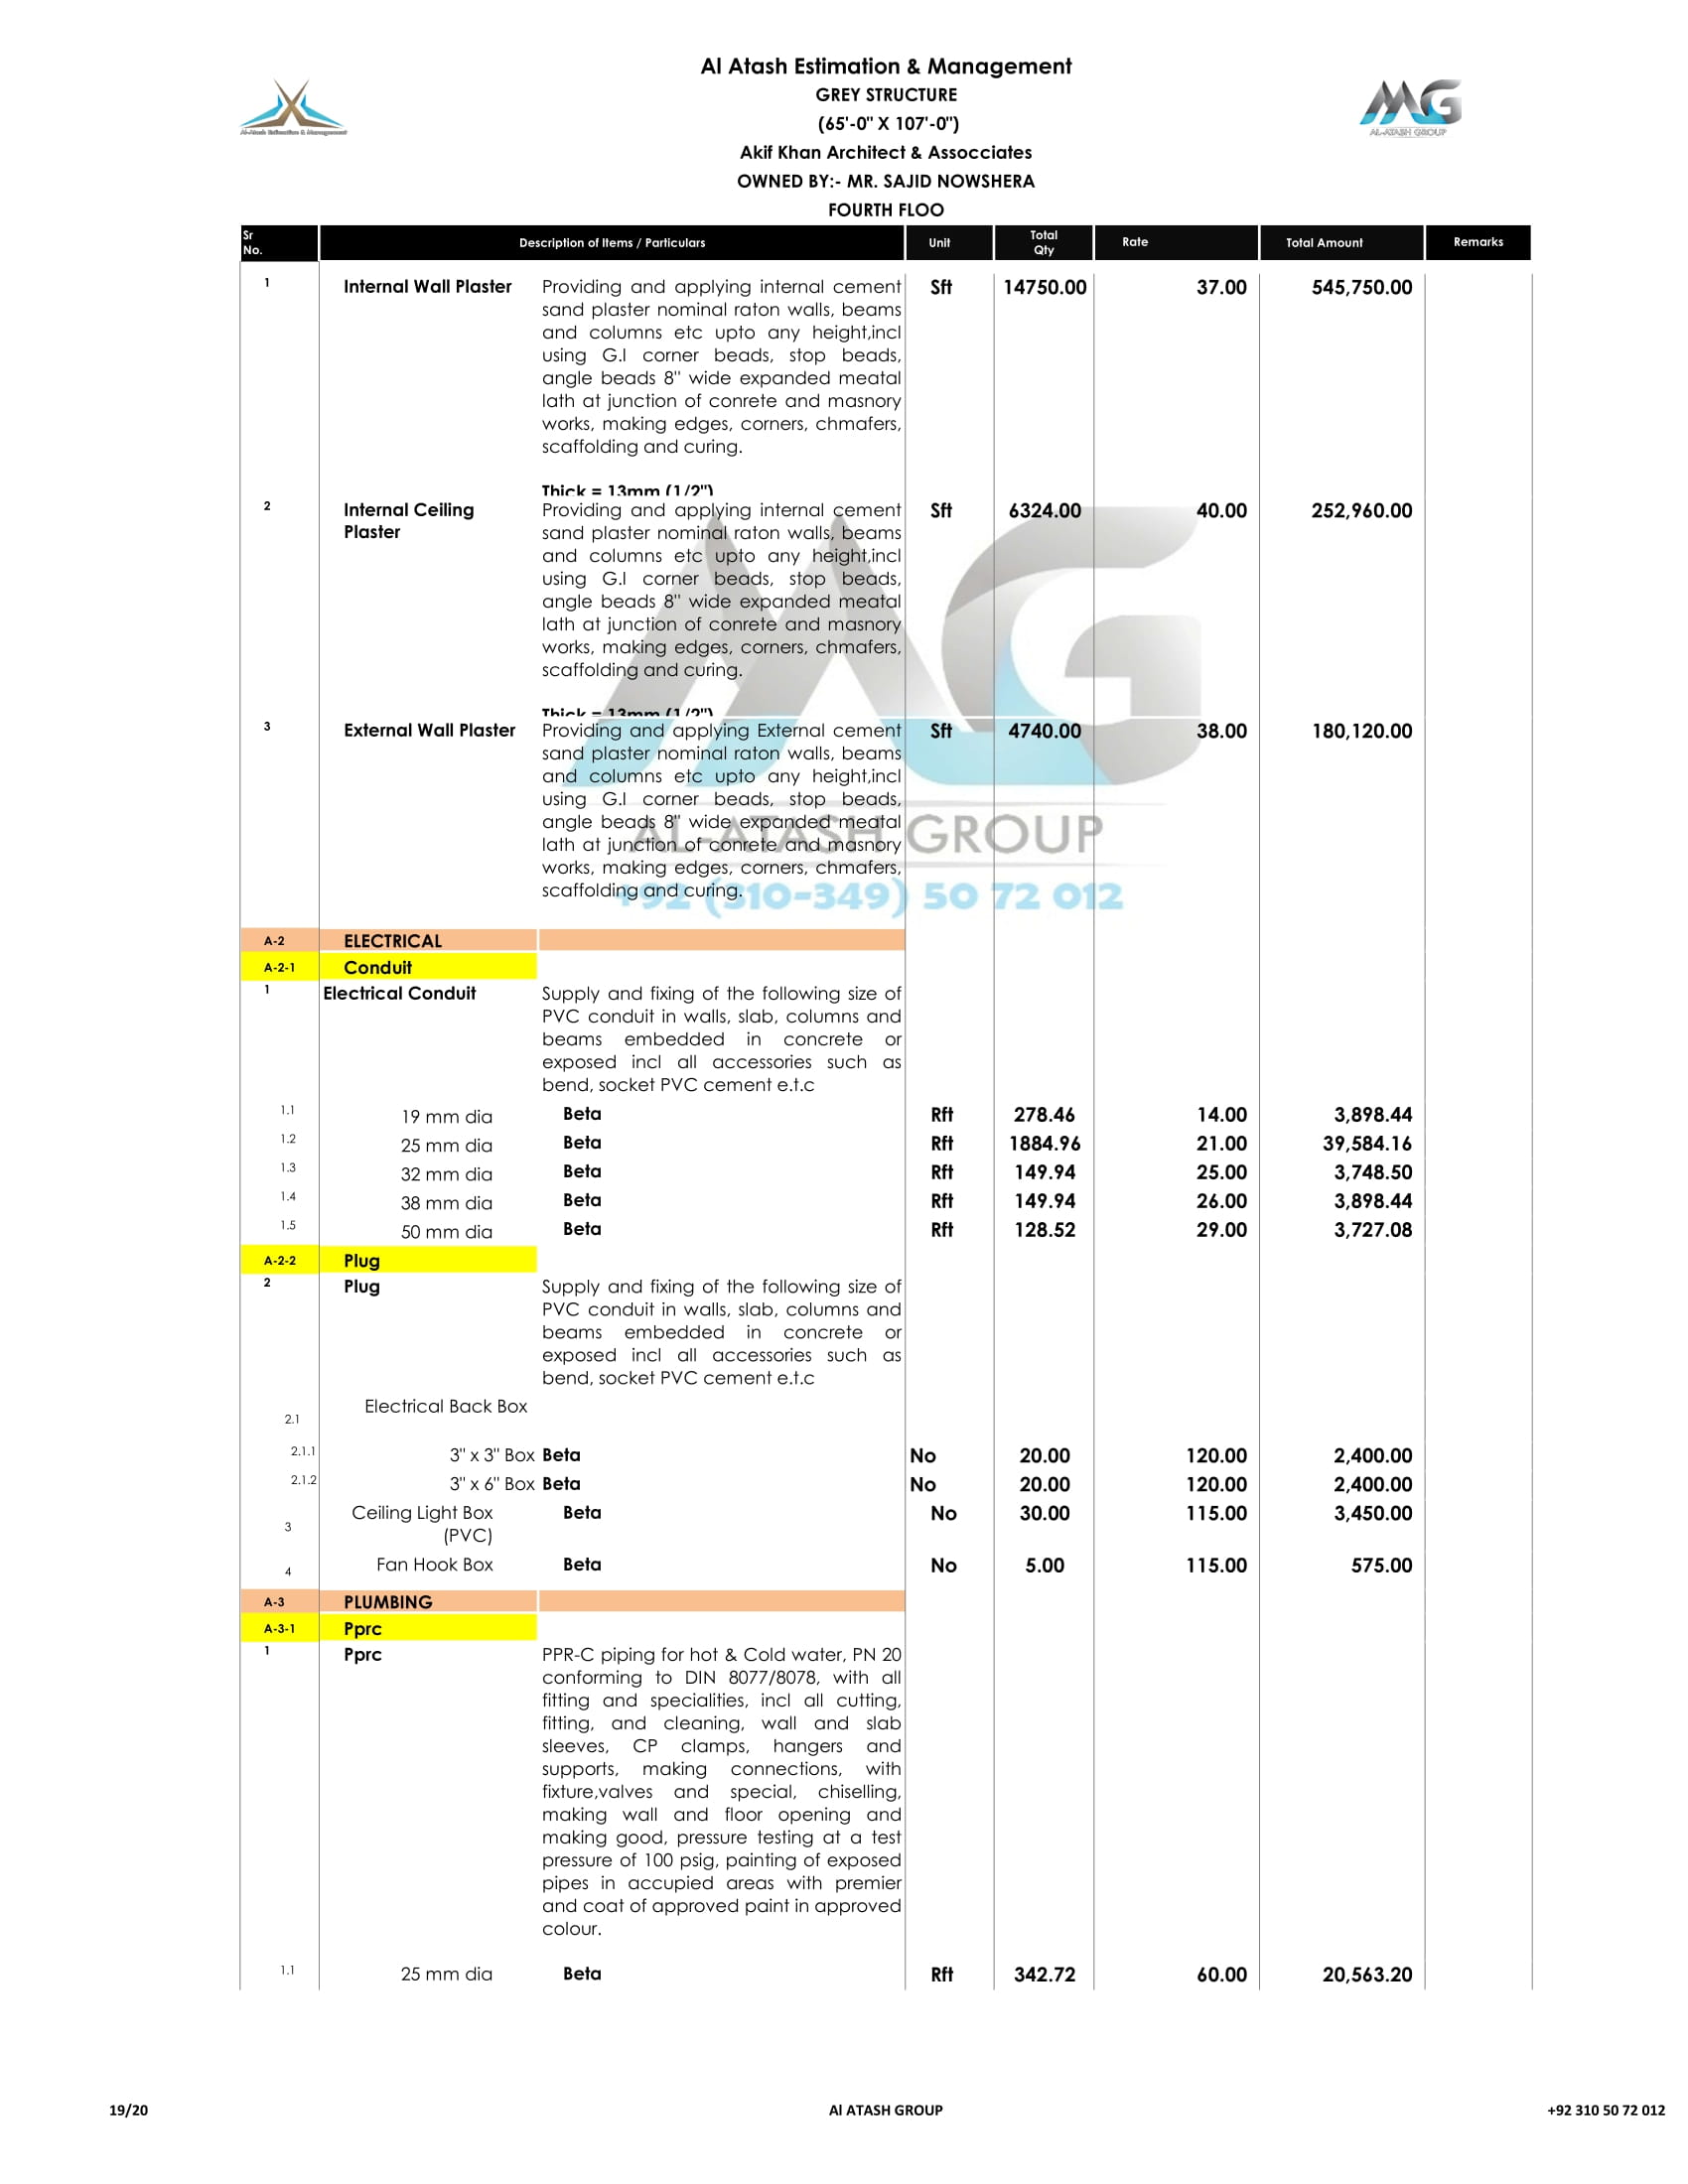 Al Atash Estimation & Management
GREY STRUCTURE
(65'-0" X 107'-0")
Akif Khan Architect & Assocciates
OWNED BY:- MR. SAJID NOWSHERA
FOURTH FLOO
Al-Atash Estimation & Management
MG
AL-ATASH GROUP
Sr No. Description of Items / Particulars Unit Total Qty Rate Total Amount Remarks
1 Internal Wall Plaster Providing and applying internal cement Sft 14750.00 37.00 545,750.00
sand plaster nominal raton walls, beams
and columns etc upto any height,incl
using G.I corner beads, stop beads,
angle beads 8" wide expanded meatal
lath at junction of conrete and masnory
works, making edges, corners, chmafers,
scaffolding and curing.
Thick = 13mm (1/2")
2 Internal Ceiling Providing and applying internal cement Sft 6324.00 40.00 252,960.00
Plaster sand plaster nominal raton walls, beams
and columns etc upto any height,incl
using G.I corner beads, stop beads,
angle beads 8" wide expanded meatal
lath at junction of conrete and masnory
works, making edges, corners, chmafers,
scaffolding and curing.
Thick = 13mm (1/2")
3 External Wall Plaster Providing and applying External cement Sft 4740.00 38.00 180,120.00
sand plaster nominal raton walls, beams
and columns etc upto any height,incl
using G.I corner beads, stop beads,
angle beads 8" wide expanded meatal
lath at junction of conrete and masnory
works, making edges, corners, chmafers,
scaffolding and curing.
MG
AL-ATASH GROUP
+92 (310-349) 50 72 012
A-2 ELECTRICAL
A-2-1 Conduit
1 Electrical Conduit Supply and fixing of the following size of
PVC conduit in walls, slab, columns and
beams embedded in concrete or
exposed incl all accessories such as
bend, socket PVC cement e.t.c
1.1 19 mm dia Beta Rft 278.46 14.00 3,898.44
1.2 25 mm dia Beta Rft 1884.96 21.00 39,584.16
1.3 32 mm dia Beta Rft 149.94 25.00 3,748.50
1.4 38 mm dia Beta Rft 149.94 26.00 3,898.44
1.5 50 mm dia Beta Rft 128.52 29.00 3,727.08
A-2-2 Plug
2 Plug Supply and fixing of the following size of
PVC conduit in walls, slab, columns and
beams embedded in concrete or
exposed incl all accessories such as
bend, socket PVC cement e.t.c
2.1 Electrical Back Box
2.1.1 3" x 3" Box Beta No 20.00 120.00 2,400.00
2.1.2 3" x 6" Box Beta No 20.00 120.00 2,400.00
3 Ceiling Light Box Beta No 30.00 115.00 3,450.00
(PVC)
4 Fan Hook Box Beta No 5.00 115.00 575.00
A-3 PLUMBING
A-3-1 Pprc
1 Pprc PPR-C piping for hot & Cold water, PN 20
conforming to DIN 8077/8078, with all
fitting and specialities, incl all cutting,
fitting, and cleaning, wall and slab
sleeves, CP clamps, hangers and
supports, making connections, with
fixture,valves and special, chiselling,
making wall and floor opening and
making good, pressure testing at a test
pressure of 100 psig, painting of exposed
pipes in accupied areas with premier
and coat of approved paint in approved
colour.
1.1 25 mm dia Beta Rft 342.72 60.00 20,563.20
19/20 Al ATASH GROUP +92 310 50 72 012